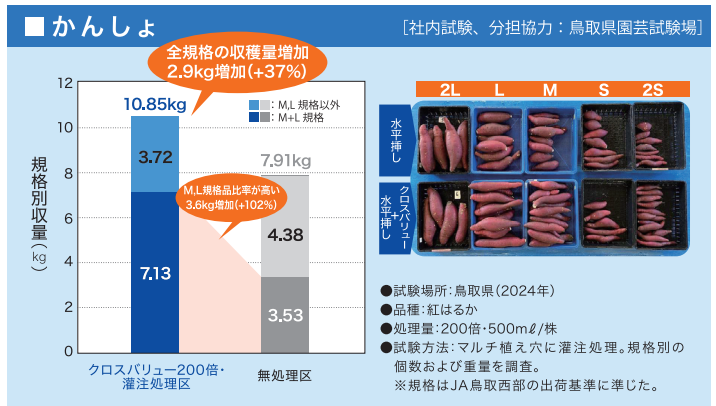 ■かんしょ
[社内試験、分担協力：鳥取県園芸試験場]
全規格の収穫量増加
2.9kg増加(+37%)
12
10
8
6
4
2
0
規格別収量(kg)
10.85kg
3.72
7.13
■■：M,L 規格以外
■■：M+L 規格
7.91kg
4.38
3.53
M,L規格品比率が高い
3.6kg増加(+102%)
クロスバリュー200倍・
灌注処理区
無処理区
2L L M S 2S
水平挿し
クロスバリュー
+
水平挿し
●試験場所：鳥取県(2024年)
●品種：紅はるか
●処理量：200倍・500mℓ/株
●試験方法：マルチ植え穴に灌注処理。規格別の
個数および重量を調査。
※規格はJA鳥取西部の出荷基準に準じた。